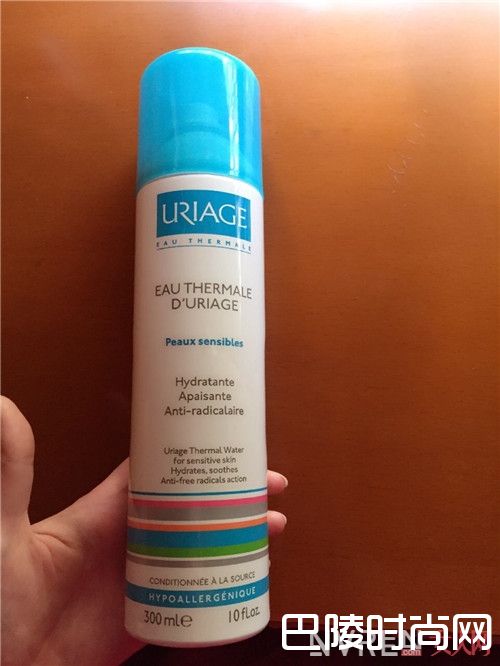 URIAGE
EAU THERMALE
EAU THERMALE
D'URIAGE
Peaux sensibles
Hydratante
Apaisante
Anti-radicalaire
Uriage Thermal Water
for sensitive skin
Hydrates, soothes
Anti-free radicals action
CONDITIONNÉE À LA SOURCE
HYPOALLERGÉNIQUE
300 ml e 10 fl.oz.
巴陵时尚网